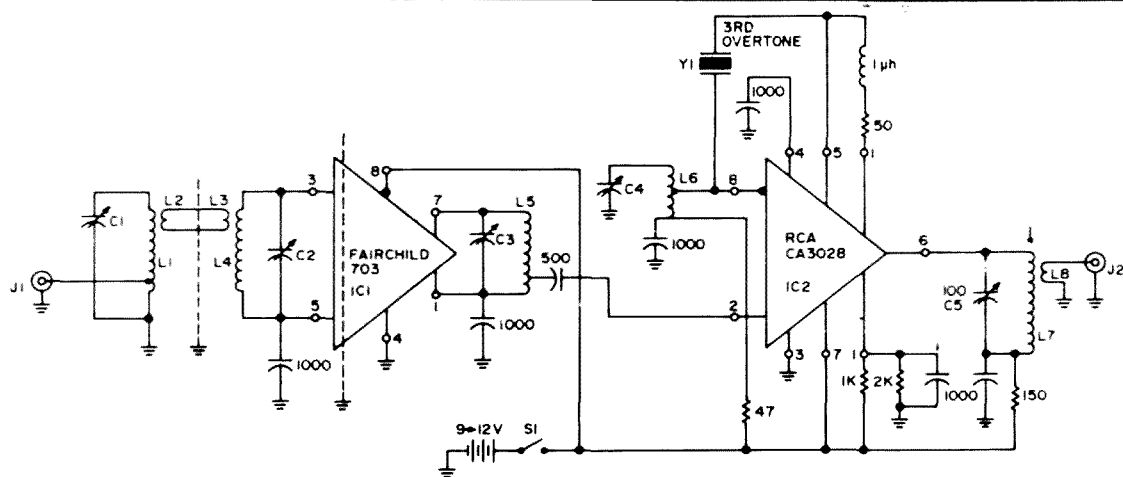 3RD
OVERTONE
Y1
1μh
1000
50
4
5
1
3
8
C4
L6
8
7
L5
L2
L3
C1
C2
C3
1000
RCA
CA3028
6
FAIRCHILD
703
IC1
500
L1
L4
IC2
100
C5
L8
J2
J1
5
1
2
L7
4
1000
3
7
1
1000
1K
2K
1000
150
47
9→12V
S1